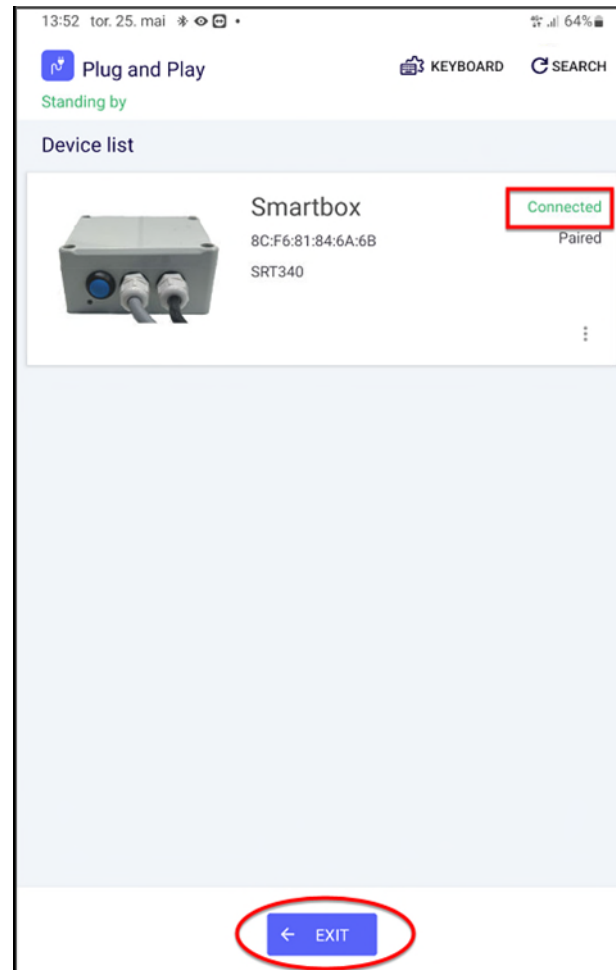 13:52 tor. 25. mai 64%
Plug and Play
KEYBOARD
SEARCH
Standing by
Device list
Smartbox
Connected
8C:F6:81:84:6A:6B
Paired
SRT340
EXIT